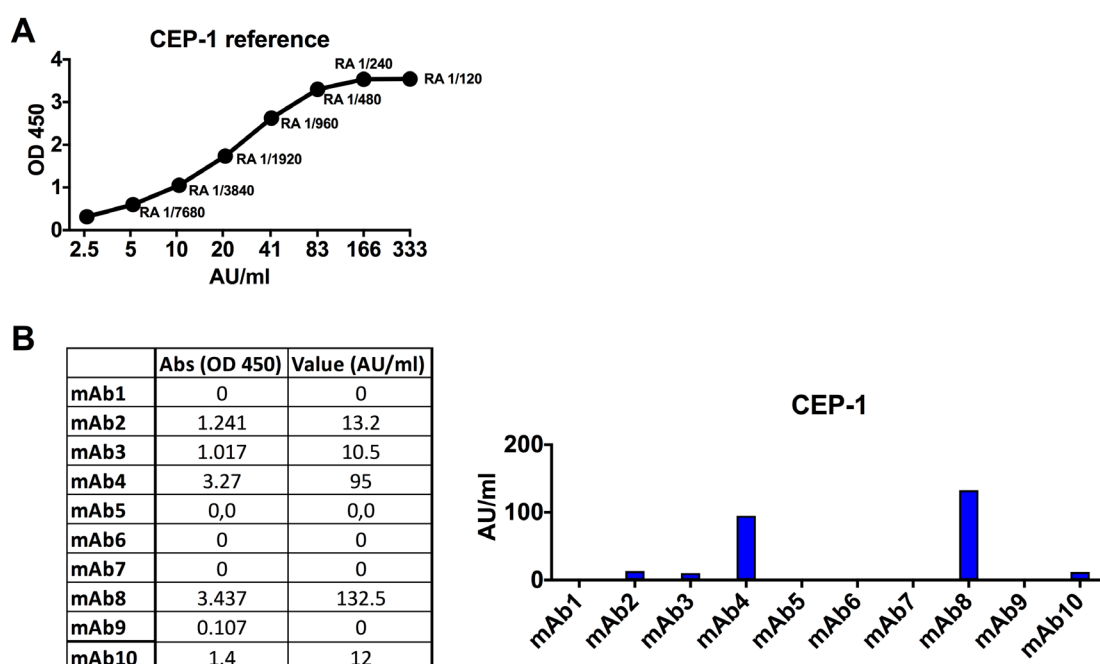 A
CEP-1 reference
4
3
2
1
0
OD 450
RA 1/240
RA 1/120
RA 1/480
RA 1/960
RA 1/1920
RA 1/3840
RA 1/7680
2.5 5 10 20 41 83 166 333
AU/ml
B
Abs (OD 450) Value (AU/ml)
mAb1 0 0
mAb2 1.241 13.2
mAb3 1.017 10.5
mAb4 3.27 95
mAb5 0,0 0,0
mAb6 0 0
mAb7 0 0
mAb8 3.437 132.5
mAb9 0.107 0
mAb10 1.4 12
CEP-1
200
100
0
AU/ml
mAb1 mAb2 mAb3 mAb4 mAb5 mAb6 mAb7 mAb8 mAb9 mAb10